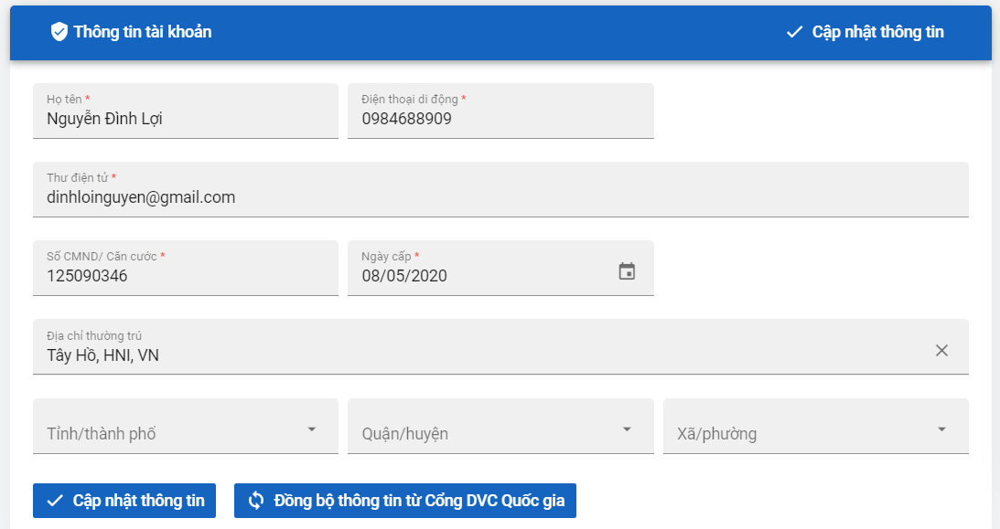 Thông tin tài khoản
Cập nhật thông tin
Họ tên *
Nguyễn Đình Lợi
Điện thoại di động *
0984688909
Thư điện tử *
dinhloinguyen@gmail.com
Số CMND/ Căn cước *
125090346
Ngày cấp *
08/05/2020
Địa chỉ thường trú
Tây Hồ, HNI, VN
Tỉnh/thành phố
Quận/huyện
Xã/phường
Cập nhật thông tin
Đồng bộ thông tin từ Cổng DVC Quốc gia